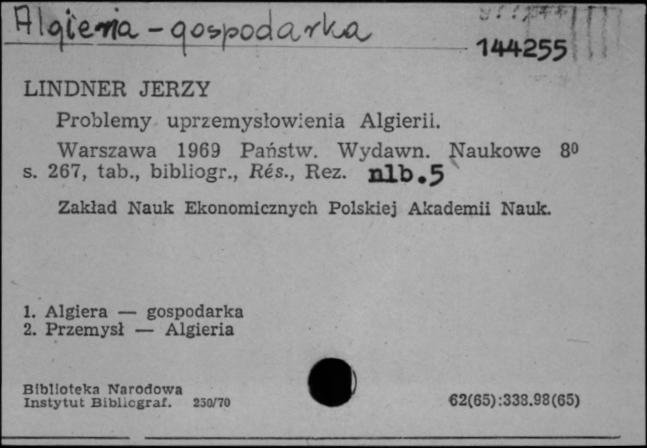 Algieria - gospodarka
144255
LINDNER JERZY
Problemy uprzemysłowienia Algierii.
Warszawa 1969 Państw. Wydawn. Naukowe 8⁰
s. 267, tab., bibliogr., Rés., Rez. nlb.5
Zakład Nauk Ekonomicznych Polskiej Akademii Nauk.
1. Algiera — gospodarka
2. Przemysł — Algieria
Biblioteka Narodowa
Instytut Bibliograf. 250/70
62(65):338.98(65)